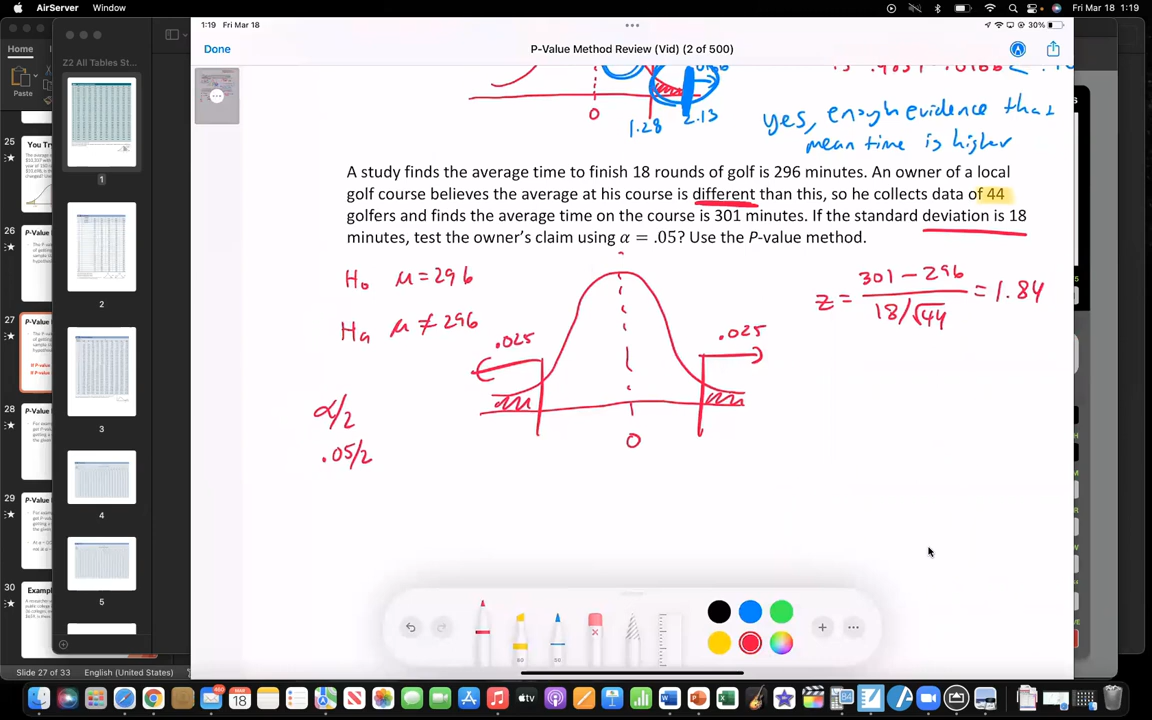 AirServer Window
Fri Mar 18 1:19
1:19 Fri Mar 18
30%
Home
Z2 All Tables St...
Done
P-Value Method Review (Vid) (2 of 500)
Paste
0
1.28
2.13
yes, enough evidence that
mean time is higher
A study finds the average time to finish 18 rounds of golf is 296 minutes. An owner of a local
golf course believes the average at his course is different than this, so he collects data of 44
golfers and finds the average time on the course is 301 minutes. If the standard deviation is 18
minutes, test the owner's claim using α = .05? Use the P-value method.
H₀ μ = 296
Hₐ μ ≠ 296
.025
.025
z = (301 − 296)/(18/√44) = 1.84
α/2
.05/2
0
25
You Try
26
P-Value
27
P-Value
28
P-Value
29
P-Value
30
Exampl
1
2
3
4
5
Slide 27 of 33
English (United States)